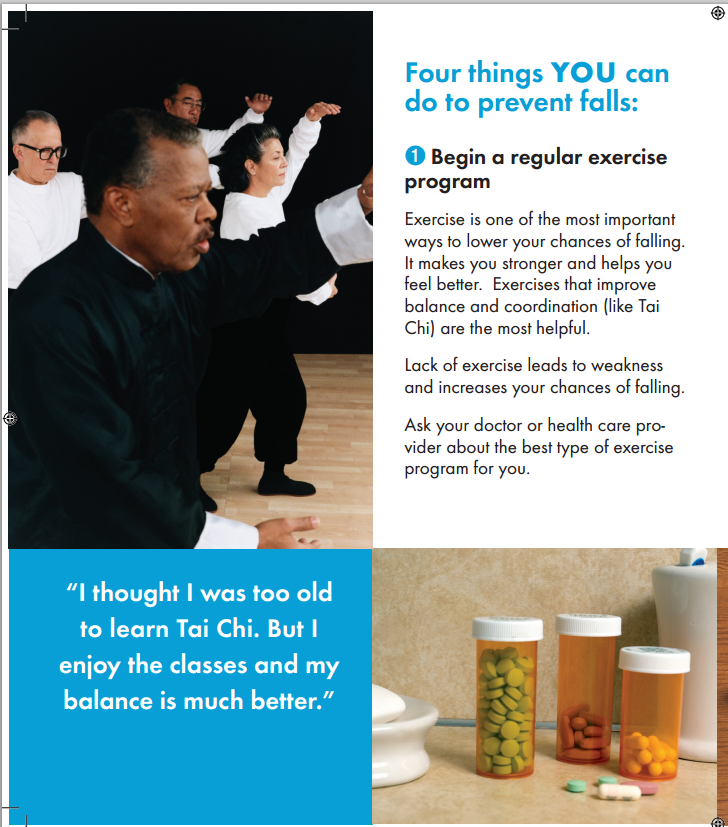 Four things YOU can
do to prevent falls:
1 Begin a regular exercise
program
Exercise is one of the most important
ways to lower your chances of falling.
It makes you stronger and helps you
feel better.  Exercises that improve
balance and coordination (like Tai
Chi) are the most helpful.
Lack of exercise leads to weakness
and increases your chances of falling.
Ask your doctor or health care pro-
vider about the best type of exercise
program for you.
“I thought I was too old
to learn Tai Chi. But I
enjoy the classes and my
balance is much better.”